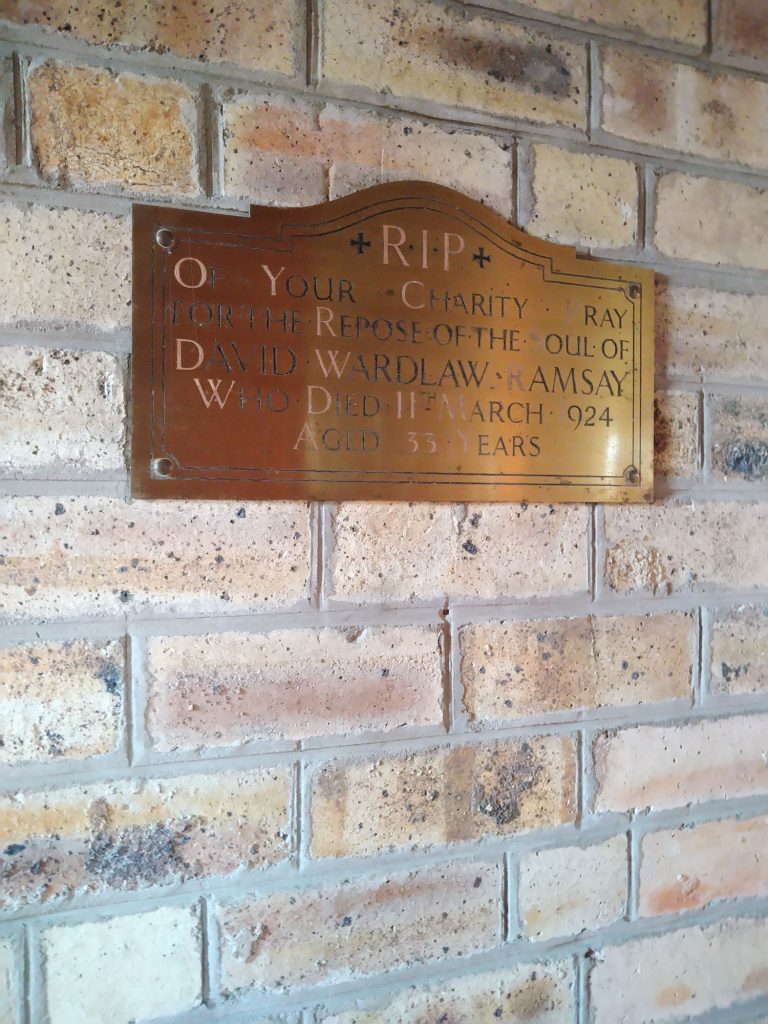 ✠ R·I·P ✠
OF YOUR CHARITY PRAY
FOR THE REPOSE OF THE SOUL OF
DAVID WARDLAW RAMSAY
WHO DIED 11TH MARCH 1924
AGED 33 YEARS